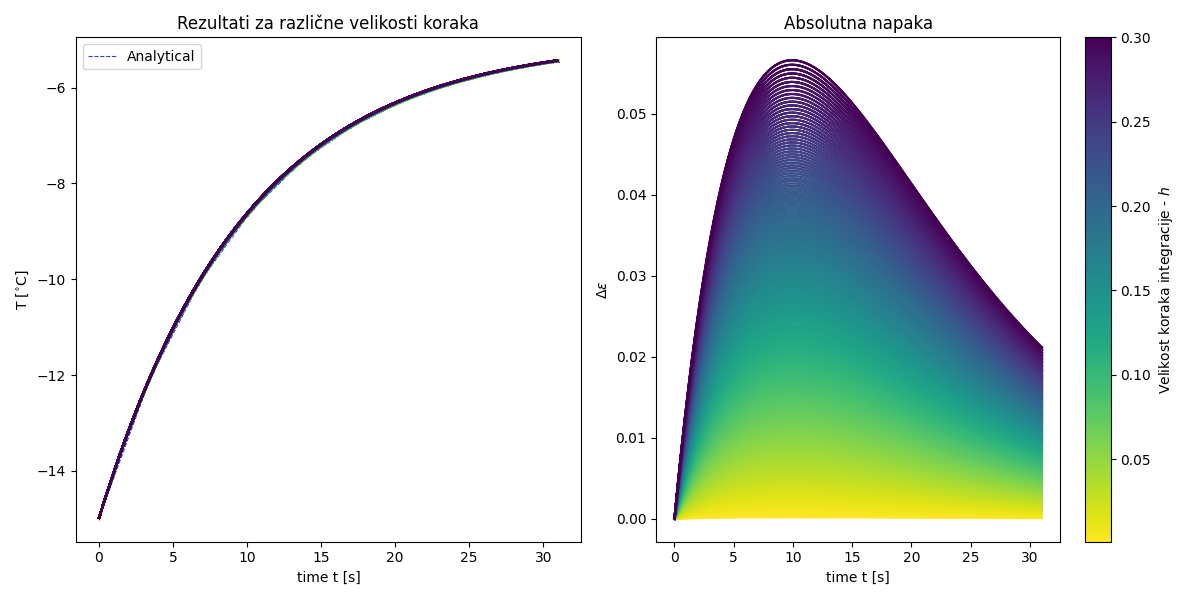 Rezultati za različne velikosti koraka
Analytical
T [°C]
−6
−8
−10
−12
−14
0 5 10 15 20 25 30
time t [s]
Absolutna napaka
Δε
0.05
0.04
0.03
0.02
0.01
0.00
0 5 10 15 20 25 30
time t [s]
0.30
0.25
0.20
0.15
0.10
0.05
Velikost koraka integracije - h